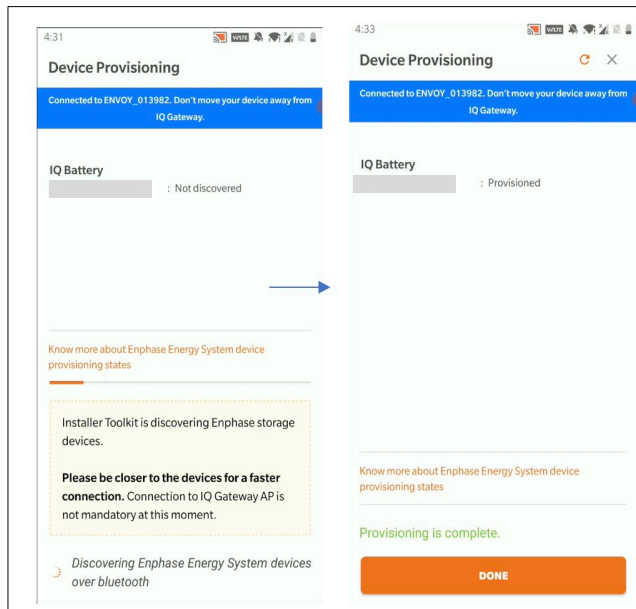 4:31
Device Provisioning
Connected to ENVOY_013982. Don't move your device away from
IQ Gateway.
IQ Battery
: Not discovered
Know more about Enphase Energy System device
provisioning states
Installer Toolkit is discovering Enphase storage
devices.
Please be closer to the devices for a faster
connection. Connection to IQ Gateway AP is
not mandatory at this moment.
Discovering Enphase Energy System devices
over bluetooth
4:33
Device Provisioning
Connected to ENVOY_013982. Don't move your device away from
IQ Gateway.
IQ Battery
: Provisioned
Know more about Enphase Energy System device
provisioning states
Provisioning is complete.
DONE